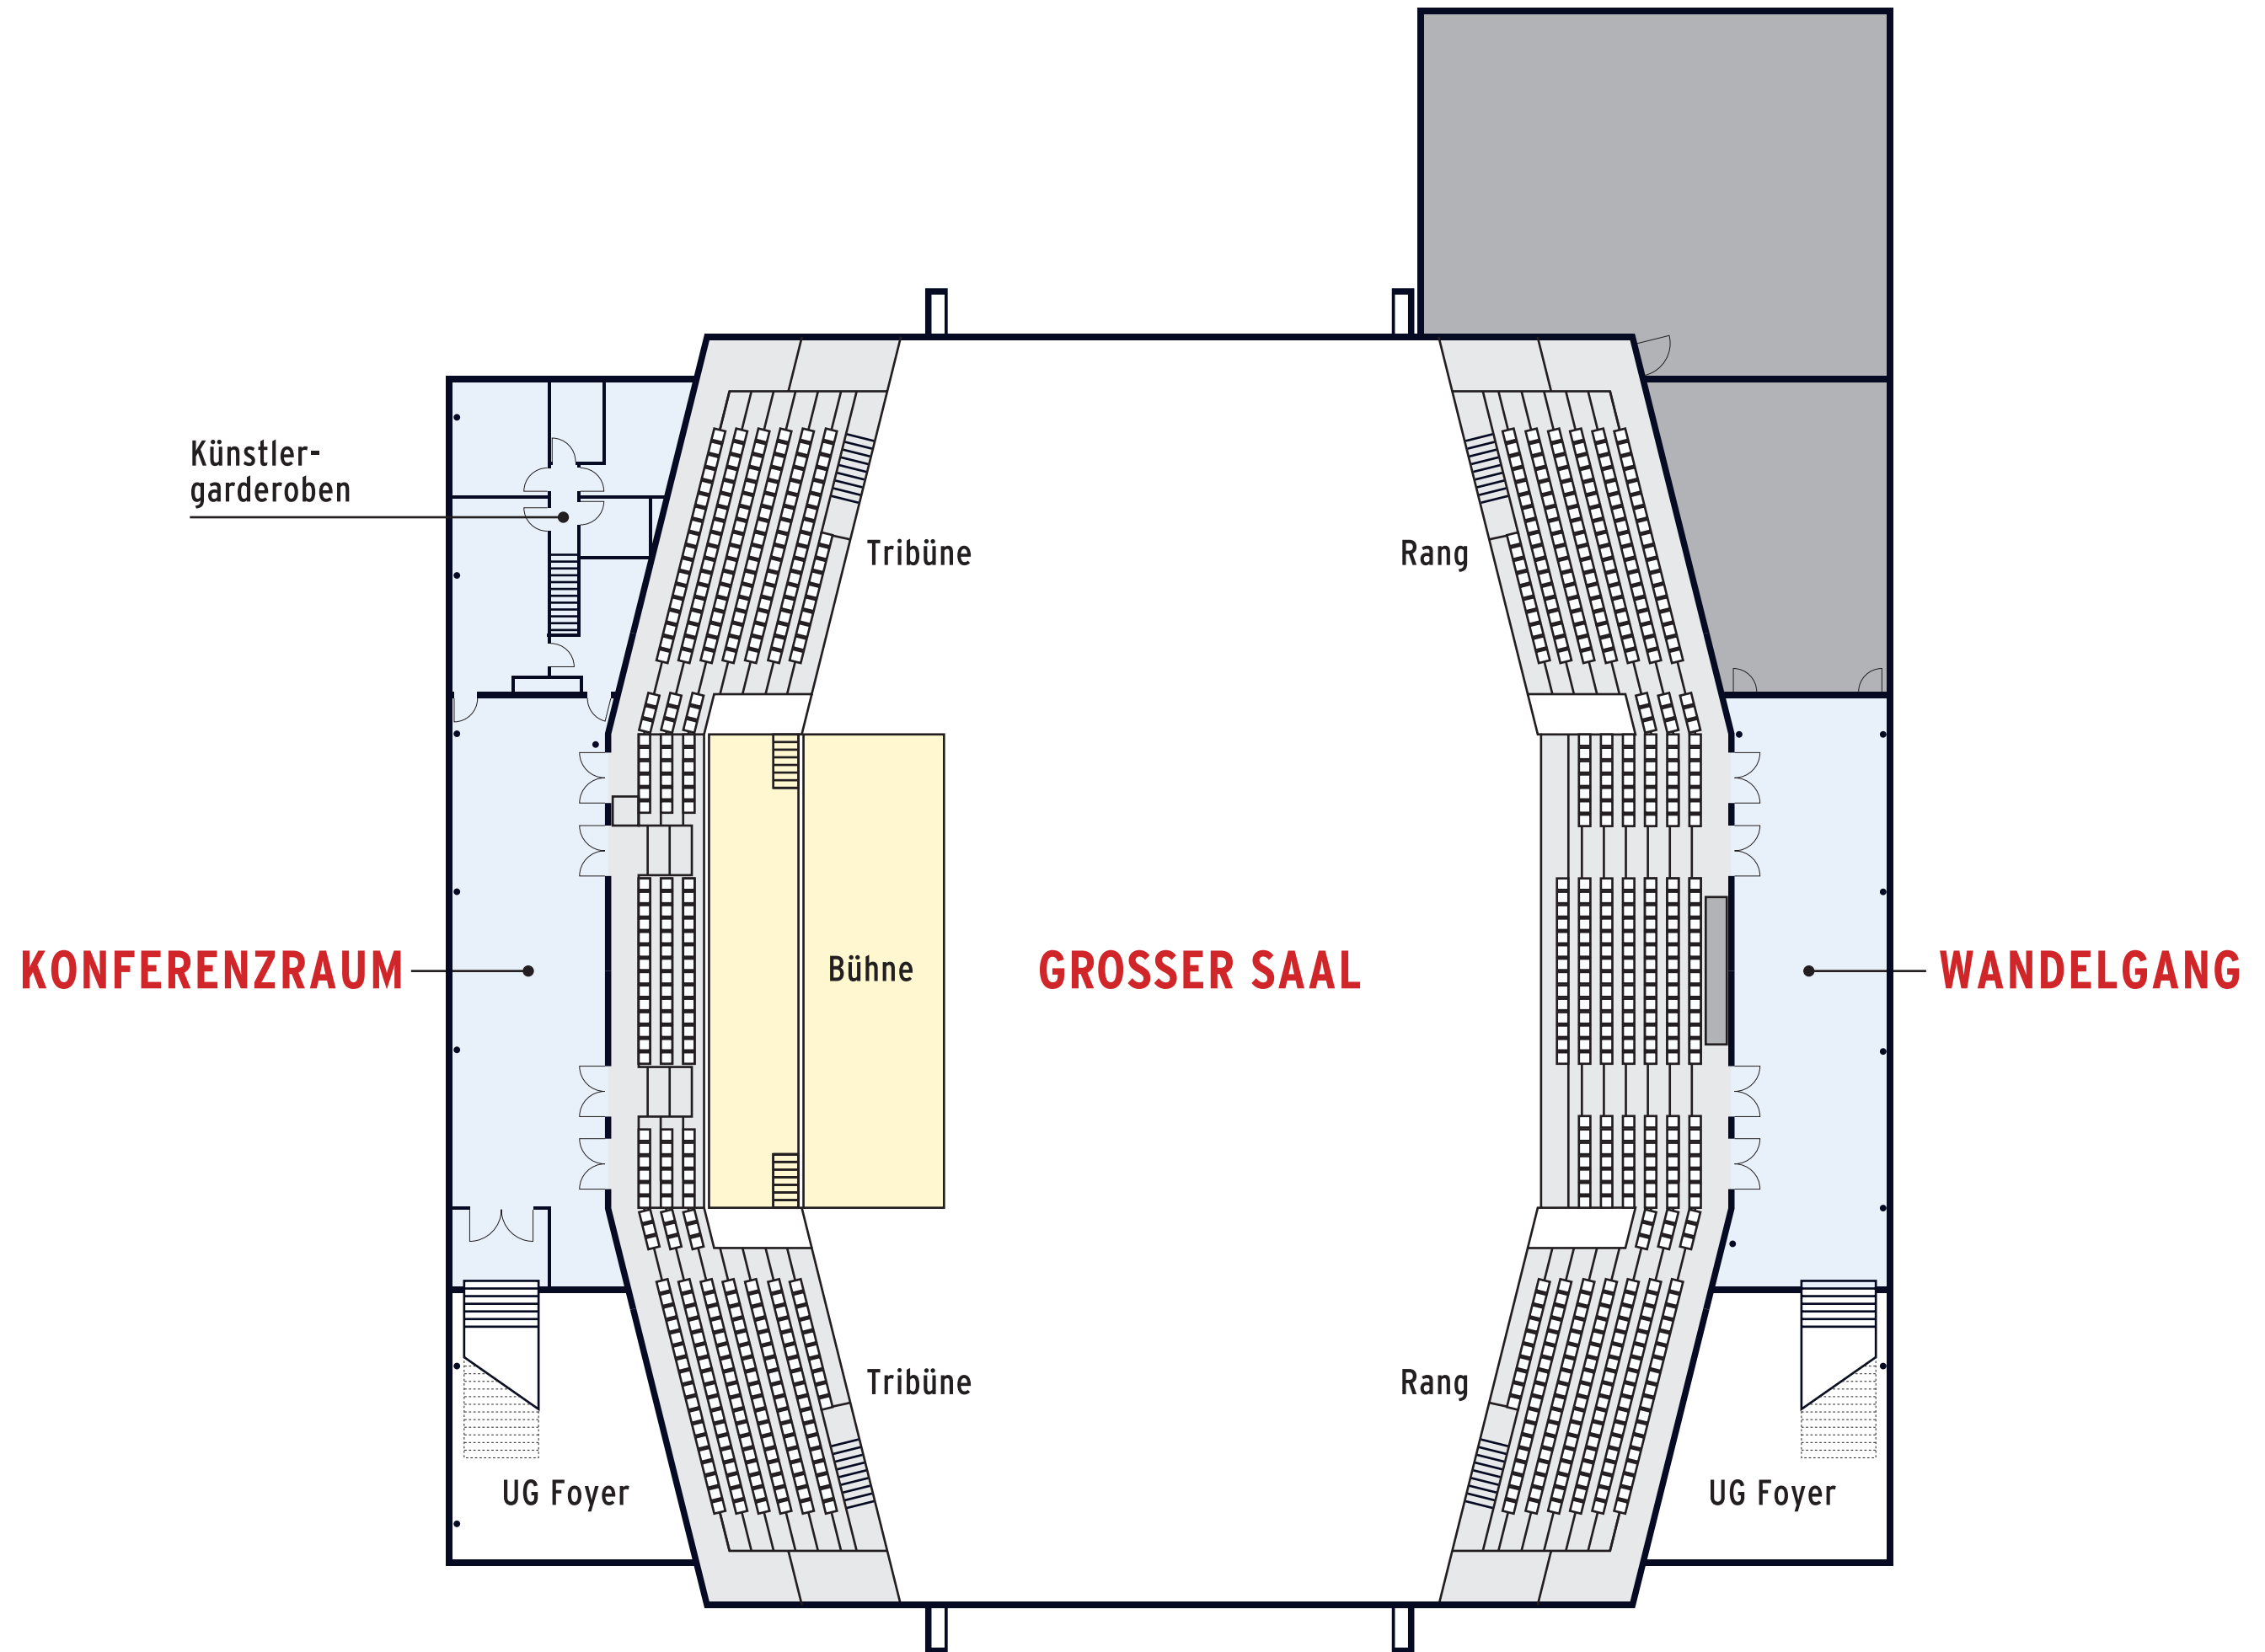 Künstler-
garderoben
Tribüne
Rang
KONFERENZRAUM
Bühne
GROSSER SAAL
WANDELGANG
Tribüne
Rang
UG Foyer
UG Foyer